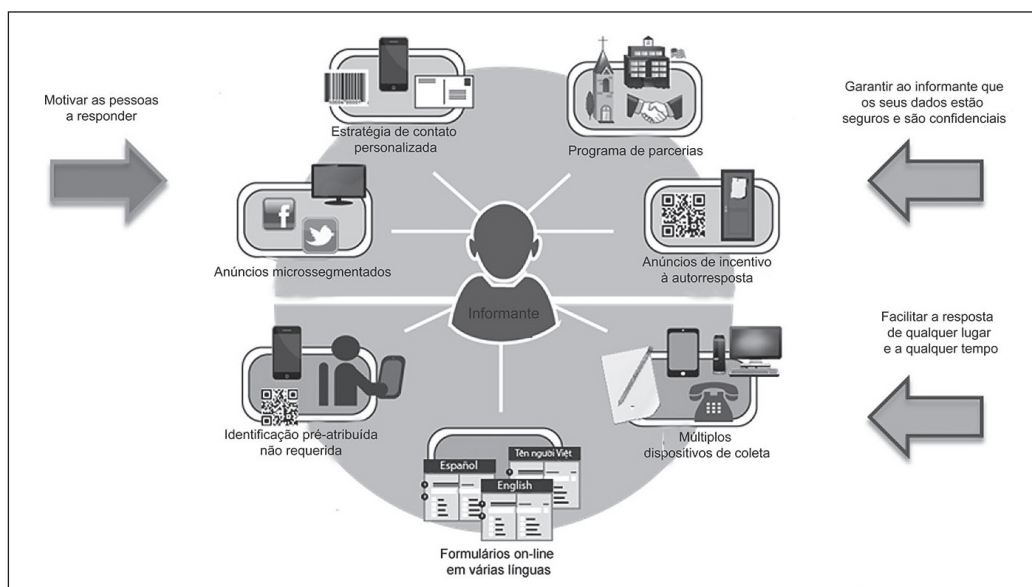 Motivar as pessoas
a responder
Estratégia de contato
personalizada
Programa de parcerias
Garantir ao informante que
os seus dados estão
seguros e são confidenciais
f
Anúncios microssegmentados
Anúncios de incentivo
à autorresposta
Informante
Facilitar a resposta
de qualquer lugar
e a qualquer tempo
Identificação pré-atribuída
não requerida
Múltiplos
dispositivos de coleta
Español
Tên người Việt
English
Formulários on-line
em várias línguas